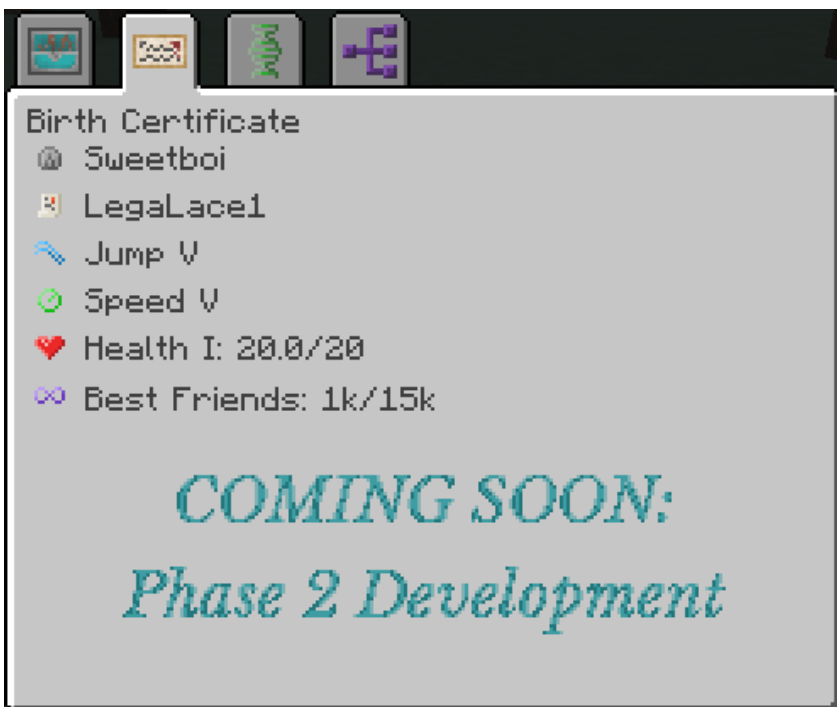 Birth Certificate
Sweetboi
LegaLace1
Jump V
Speed V
Health I: 20.0/20
Best Friends: 1k/15k
COMING SOON:
Phase 2 Development